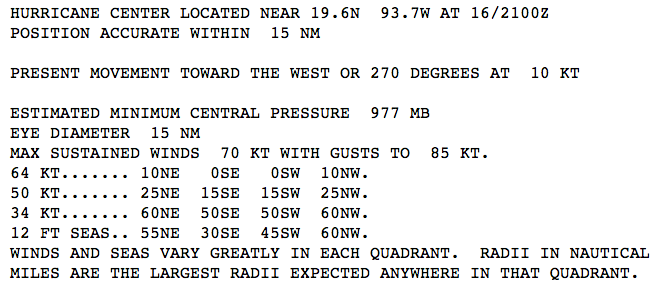 HURRICANE CENTER LOCATED NEAR 19.6N  93.7W AT 16/2100Z
POSITION ACCURATE WITHIN  15 NM
PRESENT MOVEMENT TOWARD THE WEST OR 270 DEGREES AT  10 KT
ESTIMATED MINIMUM CENTRAL PRESSURE  977 MB
EYE DIAMETER  15 NM
MAX SUSTAINED WINDS  70 KT WITH GUSTS TO  85 KT.
64 KT....... 10NE   0SE   0SW  10NW.
50 KT....... 25NE  15SE  15SW  25NW.
34 KT....... 60NE  50SE  50SW  60NW.
12 FT SEAS.. 55NE  30SE  45SW  60NW.
WINDS AND SEAS VARY GREATLY IN EACH QUADRANT.  RADII IN NAUTICAL
MILES ARE THE LARGEST RADII EXPECTED ANYWHERE IN THAT QUADRANT.